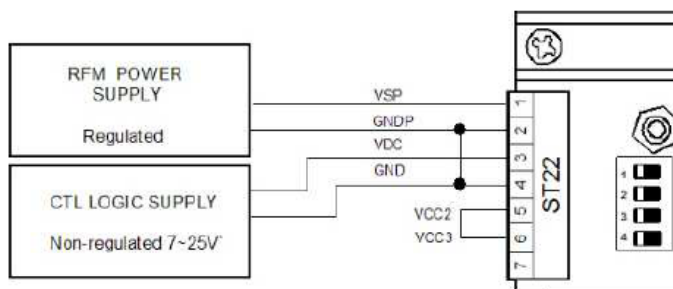 RFM POWER
SUPPLY
Regulated
CTL LOGIC SUPPLY
Non-regulated 7~25V`
VSP
GNDP
VDC
GND
VCC2
VCC3
1
2
3
4
5
6
7
ST22
1
2
3
4